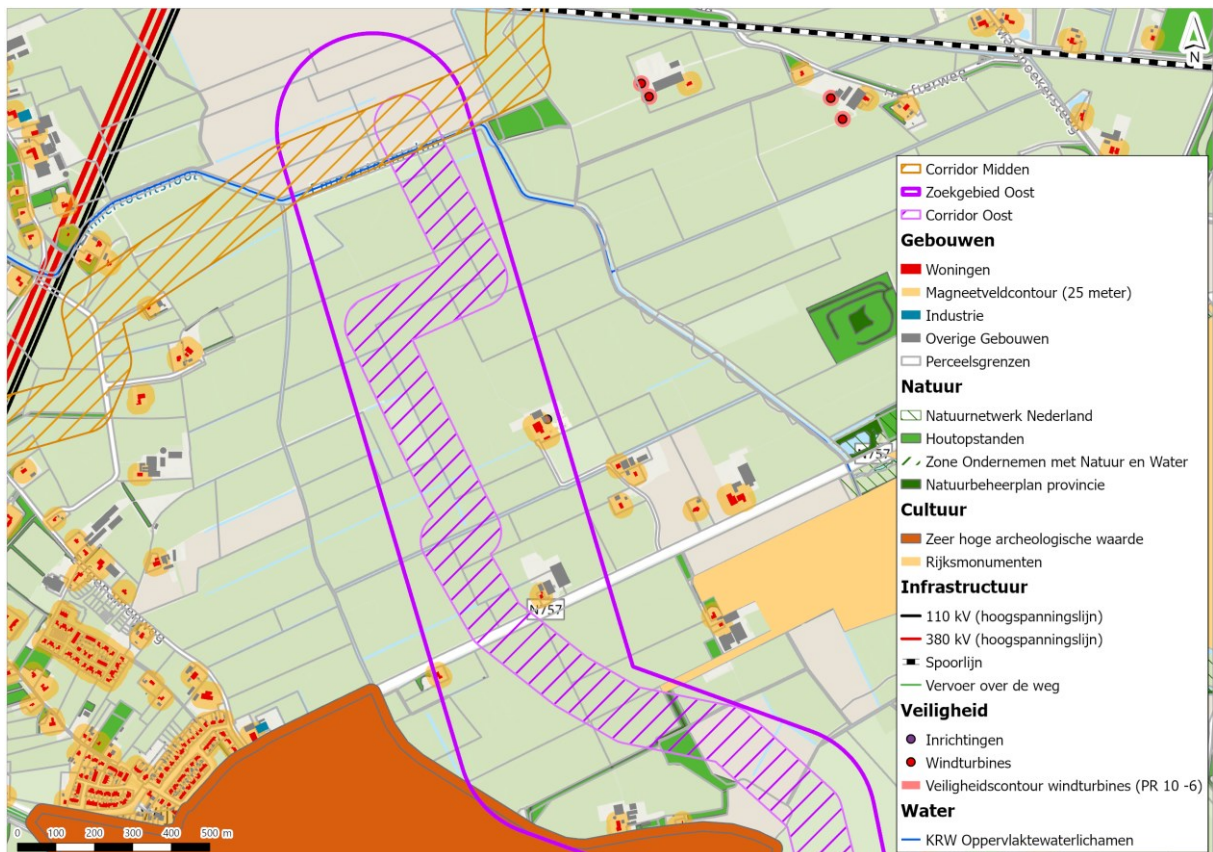 N
Corridor Midden
Zoekgebied Oost
Corridor Oost
Gebouwen
Woningen
Magneetveldcontour (25 meter)
Industrie
Overige Gebouwen
Perceelsgrenzen
Natuur
Natuurnetwerk Nederland
Houtopstanden
Zone Ondernemen met Natuur en Water
Natuurbeheerplan provincie
Cultuur
Zeer hoge archeologische waarde
Rijksmonumenten
Infrastructuur
110 kV (hoogspanningslijn)
380 kV (hoogspanningslijn)
Spoorlijn
Vervoer over de weg
Veiligheid
Inrichtingen
Windturbines
Veiligheidscontour windturbines (PR 10 -6)
Water
KRW Oppervlaktewaterlichamen
N757
N757
0 100 200 300 400 500 m